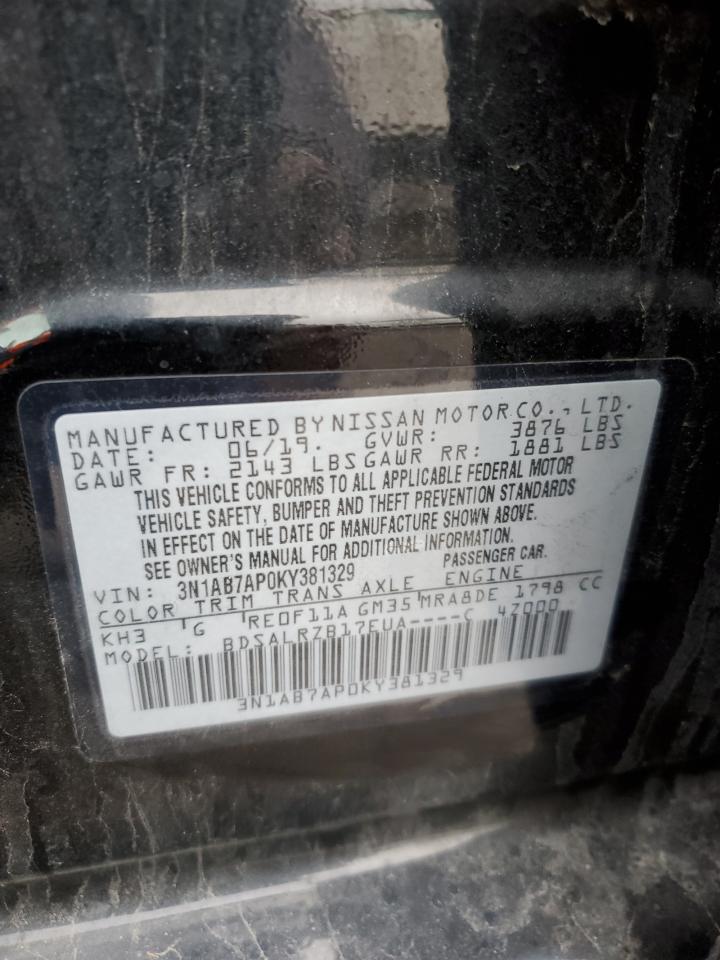 MANUFACTURED BY NISSAN MOTOR CO., LTD.
DATE: 06/19. GVWR: 3876 LBS
GAWR FR: 2143 LBS GAWR RR: 1881 LBS
THIS VEHICLE CONFORMS TO ALL APPLICABLE FEDERAL MOTOR
VEHICLE SAFETY, BUMPER AND THEFT PREVENTION STANDARDS
IN EFFECT ON THE DATE OF MANUFACTURE SHOWN ABOVE.
SEE OWNER'S MANUAL FOR ADDITIONAL INFORMATION.
VIN: 3N1AB7AP0KY381329 PASSENGER CAR.
COLOR TRIM TRANS AXLE ENGINE
KH3 G RE0F11A GM35 MRA8DE 1798 CC
MODEL: BDSALRZB17EUA----C 4Z000
3N1AB7AP0KY381329